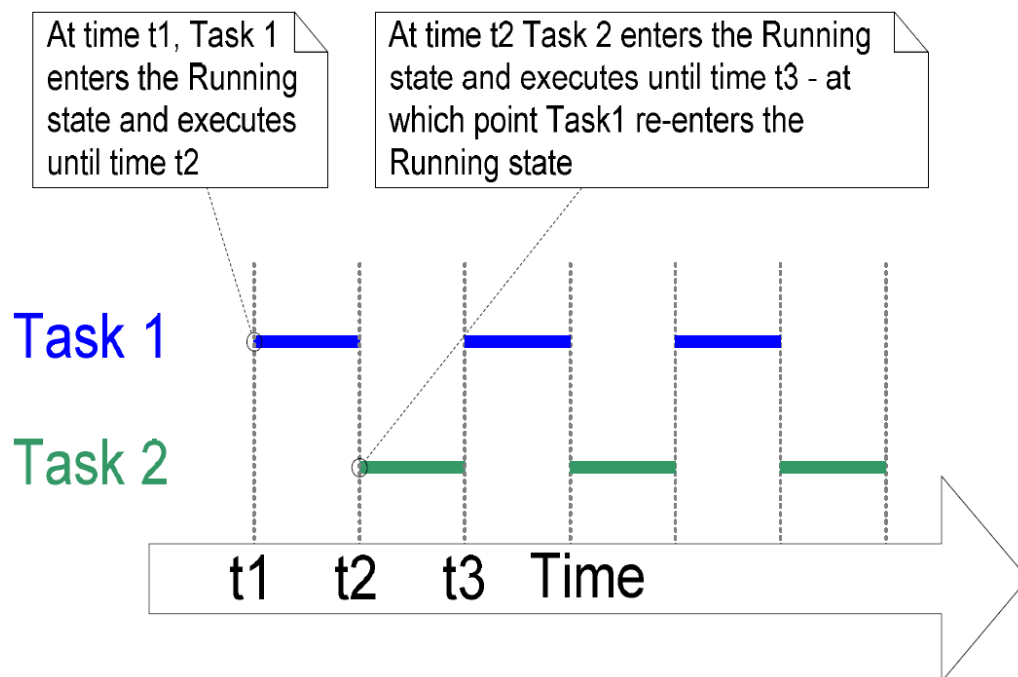 At time t1, Task 1
enters the Running
state and executes
until time t2
At time t2 Task 2 enters the Running
state and executes until time t3 - at
which point Task1 re-enters the
Running state
Task 1
Task 2
t1 t2 t3 Time